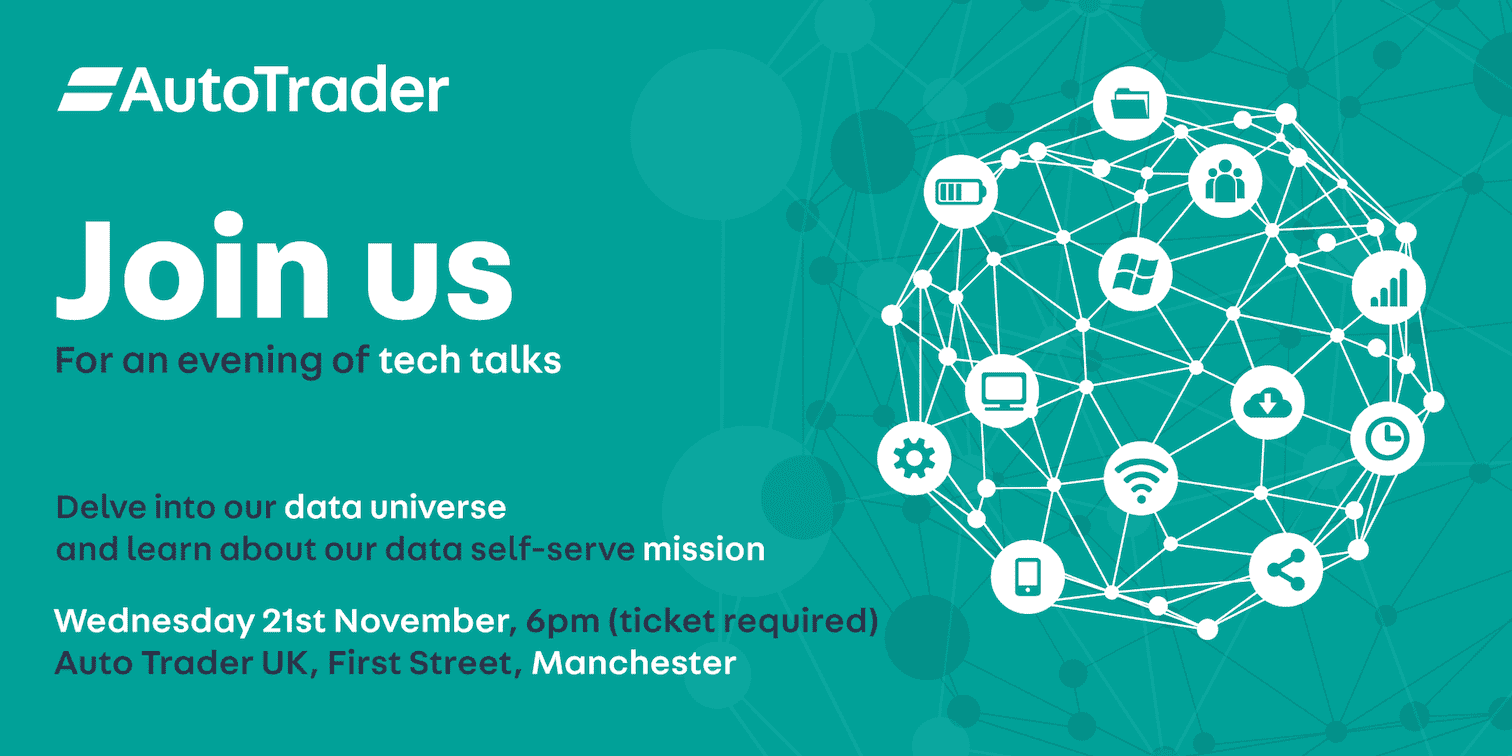 AutoTrader
Join us
For an evening of tech talks
Delve into our data universe
and learn about our data self-serve mission
Wednesday 21st November, 6pm (ticket required)
Auto Trader UK, First Street, Manchester